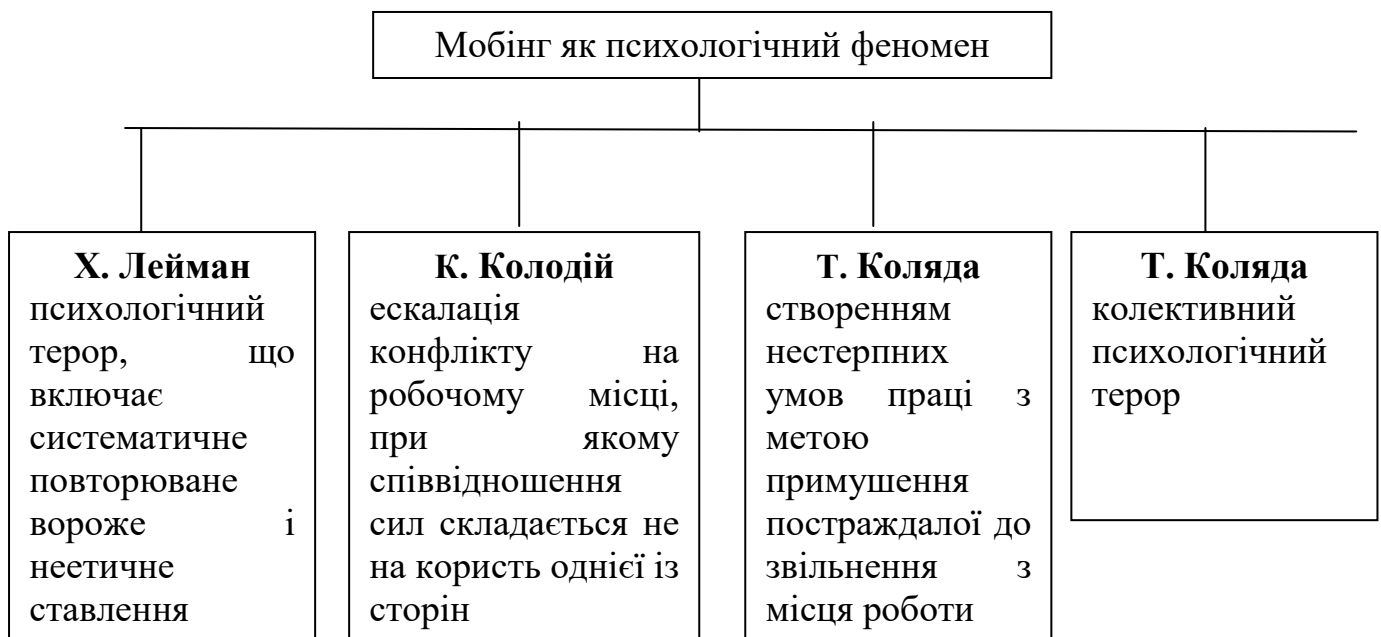 Мобінг як психологічний феномен
Х. Лейман
психологічний
терор, що
включає
систематичне
повторюване
вороже і
неетичне
ставлення
К. Колодій
ескалація
конфлікту на
робочому місці,
при якому
співвідношення
сил складається не
на користь однієї із
сторін
Т. Коляда
створенням
нестерпних
умов праці з
метою
примушення
постраждалої до
звільнення з
місця роботи
Т. Коляда
колективний
психологічний
терор